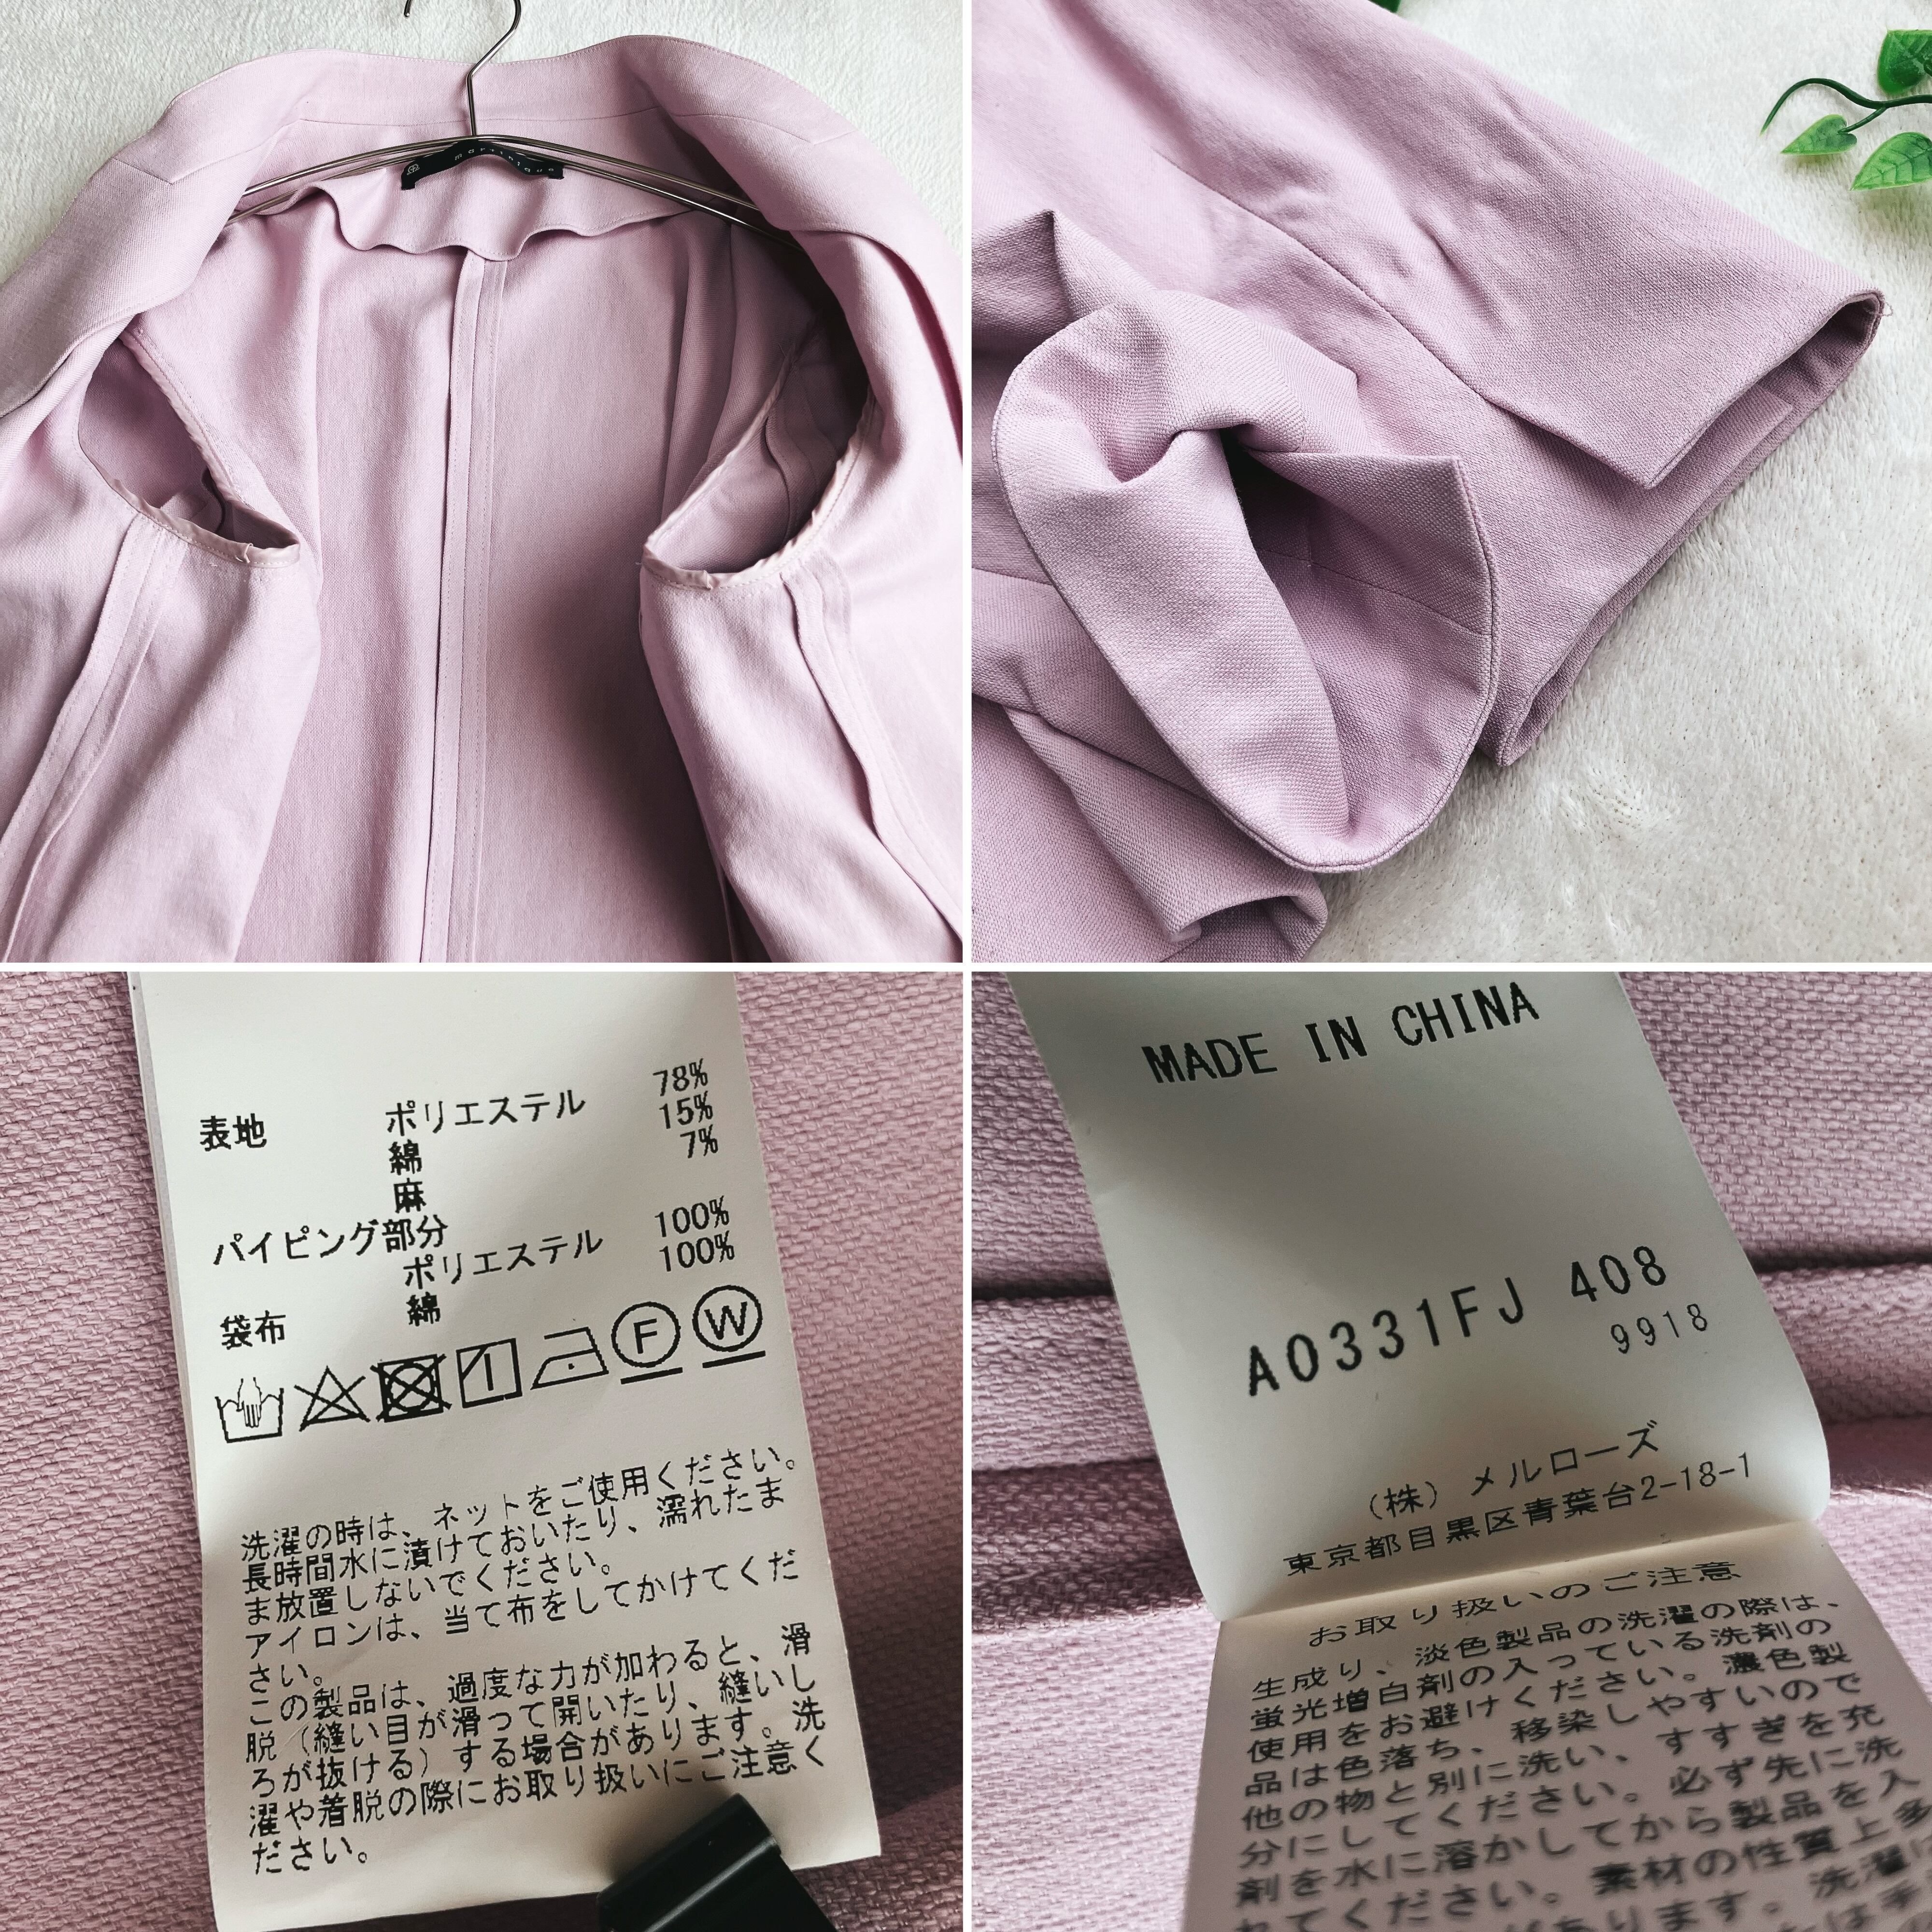 martinique
表地 ポリエステル 78%
綿 15%
麻 7%
パイピング部分
ポリエステル 100%
袋布 綿 100%
F W
洗濯の時は、ネットをご使用ください。
長時間水に漬けておいたり、濡れたま
ま放置しないでください。
アイロンは、当て布をしてかけてくだ
さい。
この製品は、過度な力が加わると、滑
脱（縫い目が滑って開いたり、縫いし
ろが抜ける）する場合があります。洗
濯や着脱の際にお取り扱いにご注意く
ださい。
MADE IN CHINA
A0331FJ 408
9918
（株）メルローズ
東京都目黒区青葉台2-18-1
お取り扱いのご注意
生成り、淡色製品の洗濯の際は、
蛍光増白剤の入っている洗剤の
使用をお避けください。濃色製
品は色落ち、移染しやすいので
他の物と別に洗い、すすぎを充
分にしてください。必ず先に洗
剤を水に溶かしてから製品を入
れてください。素材の性質上多
あります。洗濯